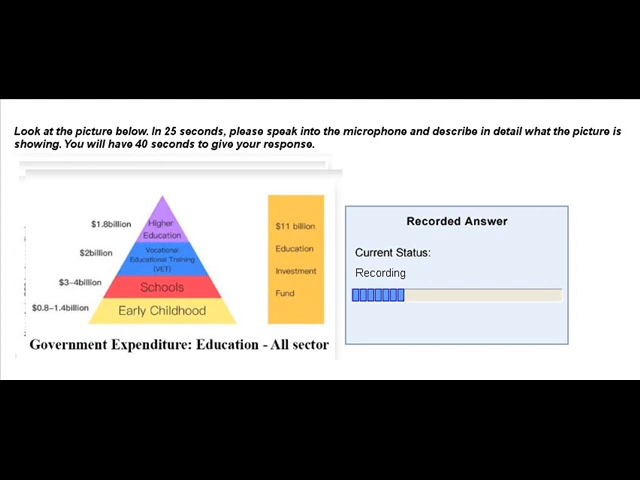 Look at the picture below. In 25 seconds, please speak into the microphone and describe in detail what the picture is
showing. You will have 40 seconds to give your response.
$1.8billion
Higher
Education
$2billion
Vocational
Educational Training
(VET)
$3-4billion
Schools
$0.8-1.4billion
Early Childhood
$11 billion
Education
Investment
Fund
Government Expenditure: Education - All sector
Recorded Answer
Current Status:
Recording